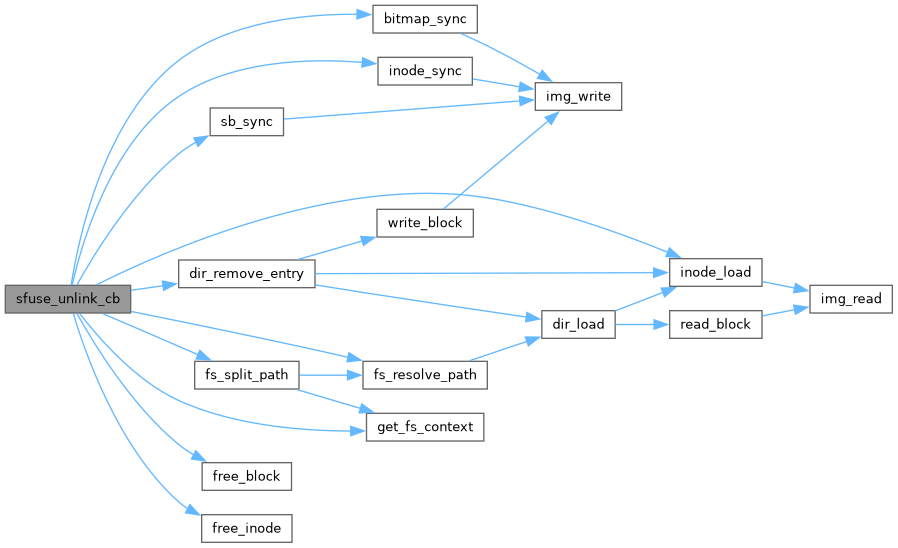 bitmap_sync
inode_sync
img_write
sb_sync
write_block
dir_remove_entry
inode_load
sfuse_unlink_cb
img_read
dir_load
read_block
fs_split_path
fs_resolve_path
get_fs_context
free_block
free_inode